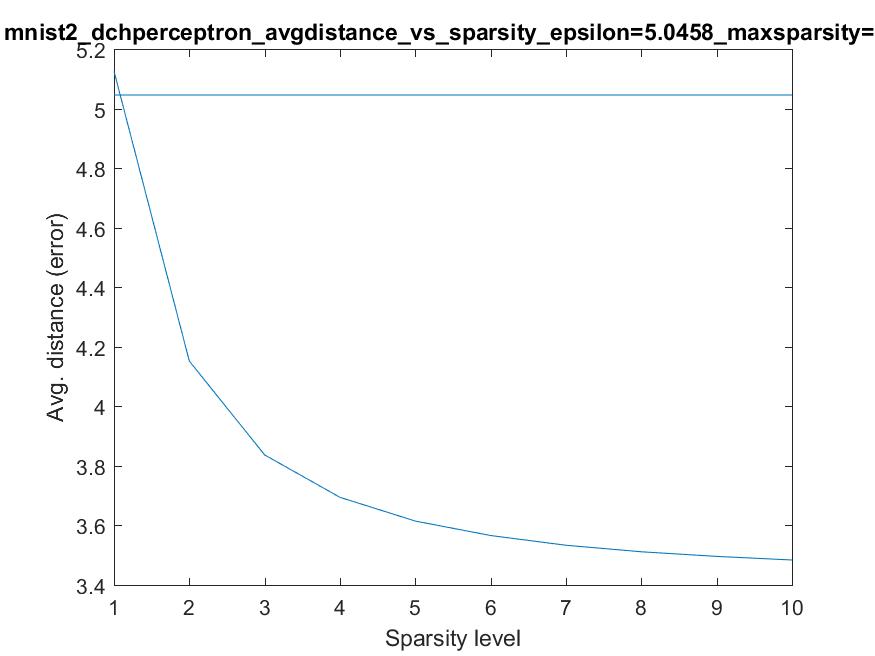 mnist2_dchperceptron_avgdistance_vs_sparsity_epsilon=5.0458_maxsparsity=
5.2
5
4.8
4.6
4.4
4.2
4
3.8
3.6
3.4
Avg. distance (error)
1 2 3 4 5 6 7 8 9 10
Sparsity level